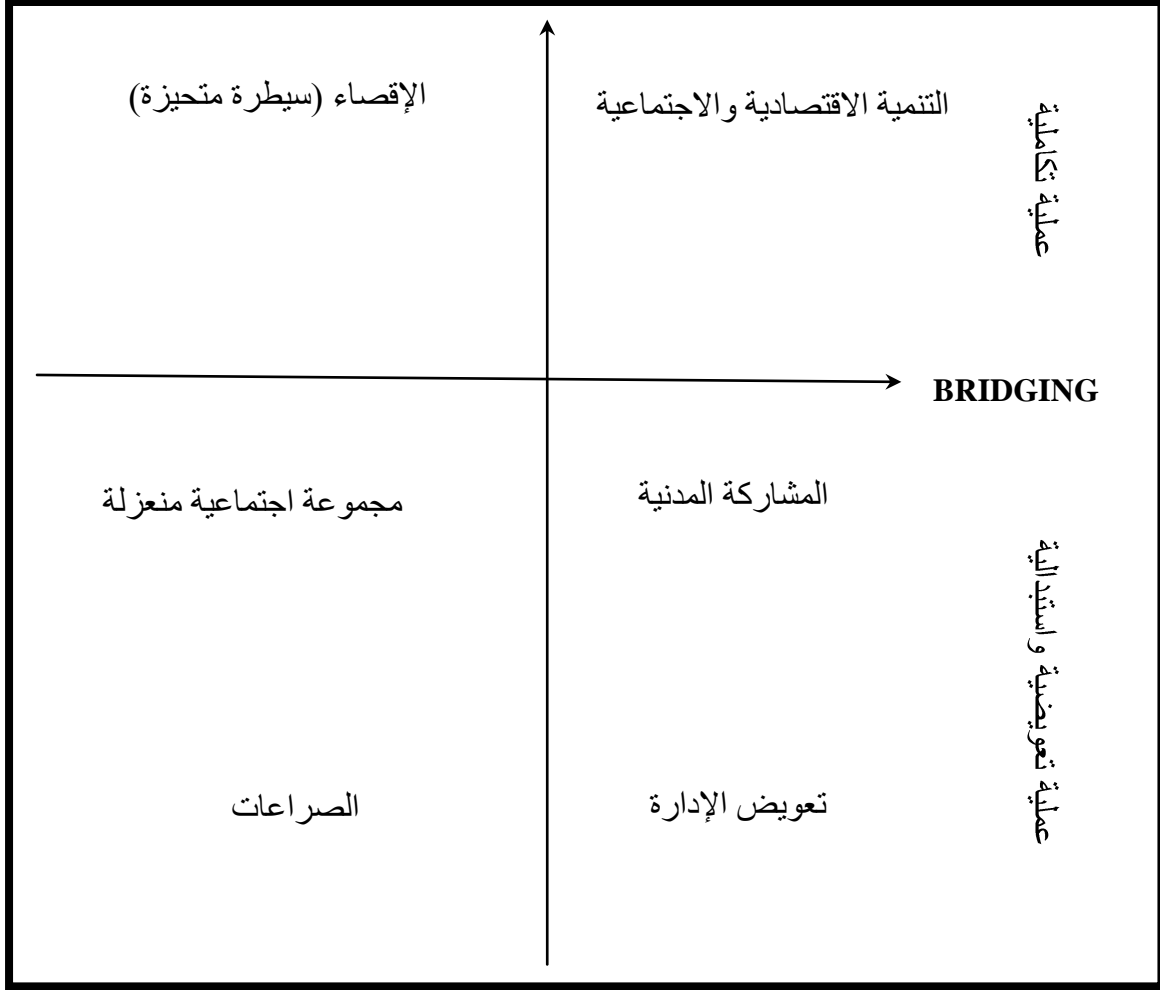 التنمية الاقتصادية والاجتماعية
الإقصاء (سيطرة متحيزة)
عملية تكاملية
BRIDGING
المشاركة المدنية
مجموعة اجتماعية منعزلة
عملية تعويضية واستبدالية
تعويض الإدارة
الصراعات